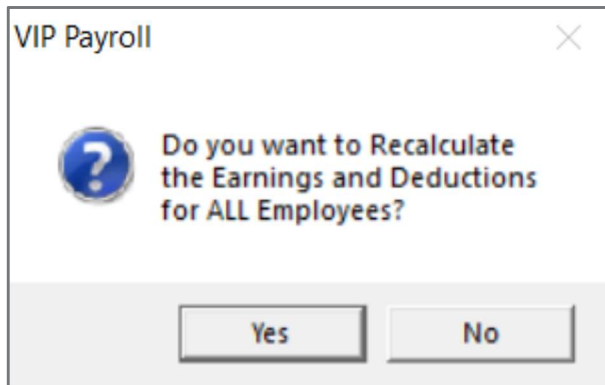 VIP Payroll
Do you want to Recalculate
the Earnings and Deductions
for ALL Employees?
Yes No